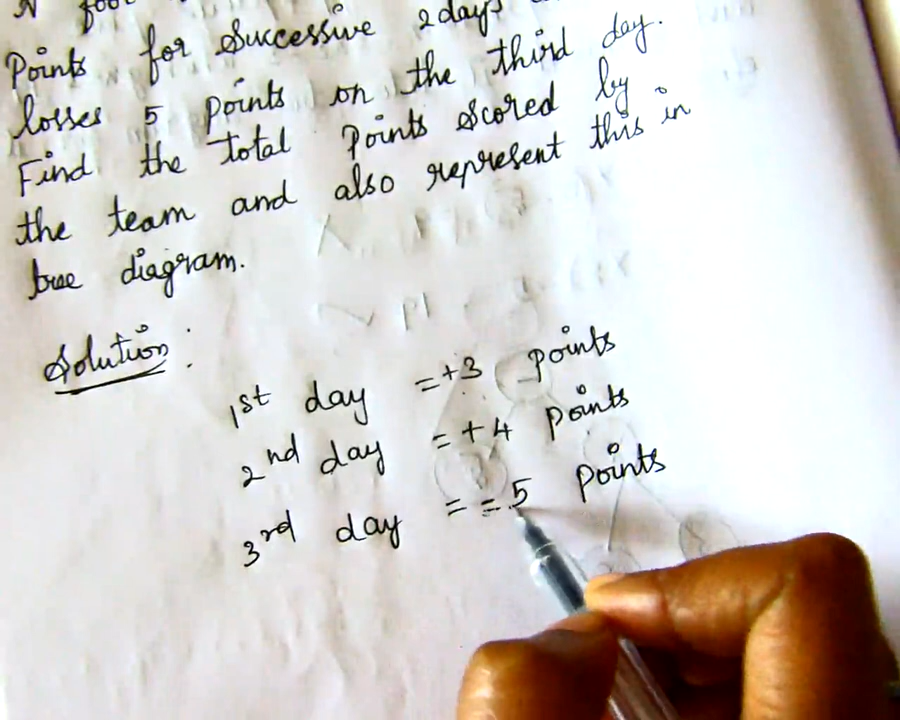 Points for Successive 2 days
losses 5 points on the third day.
Find the total Points scored by
the team and also represent this in
tree diagram.
Solution:
1st day = +3 points
2nd day = + 4 points
3rd day = = 5 points